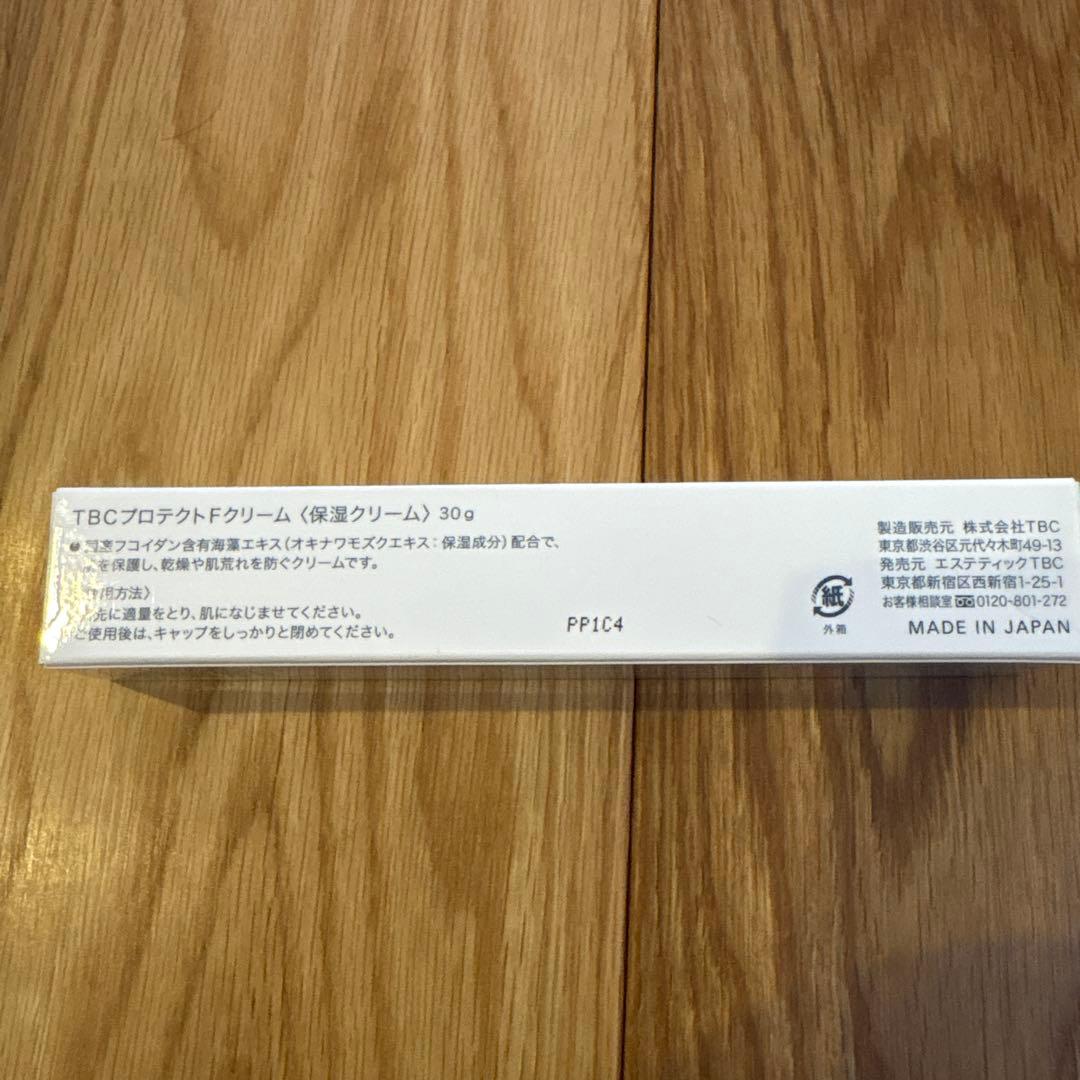 TBCプロテクトFクリーム〈保湿クリーム〉30g
フコイダン含有海藻エキス(オキナワモズクエキス:保湿成分)配合で、
を保護し、乾燥や肌荒れを防ぐクリームです。
用方法〉
先に適量をとり、肌になじませてください。
ご使用後は、キャップをしっかりと閉めてください。
PP1C4
紙
外箱
製造販売元 株式会社TBC
東京都渋谷区元代々木町49-13
発売元 エステティックTBC
東京都新宿区西新宿1-25-1
お客様相談室 0120-801-272
MADE IN JAPAN